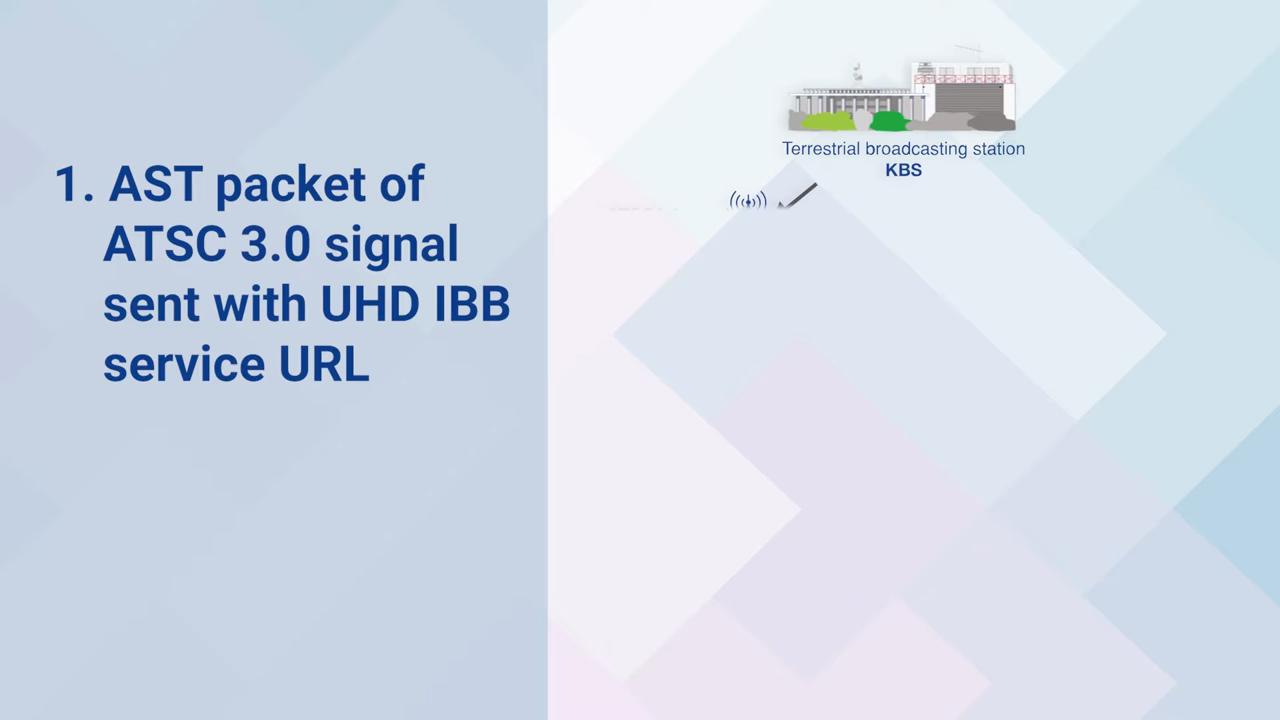 1. AST packet of
ATSC 3.0 signal
sent with UHD IBB
service URL
Terrestrial broadcasting station
KBS